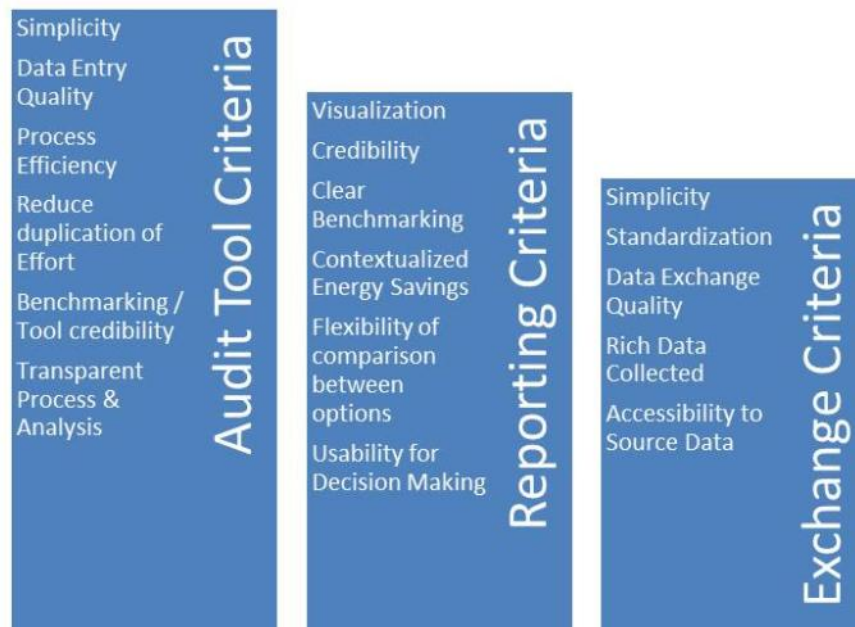 Simplicity
Data Entry
Quality
Process
Efficiency
Reduce
duplication of
Effort
Benchmarking /
Tool credibility
Transparent
Process &
Analysis
Audit Tool Criteria
Visualization
Credibility
Clear
Benchmarking
Contextualized
Energy Savings
Flexibility of
comparison
between
options
Usability for
Decision Making
Reporting Criteria
Simplicity
Standardization
Data Exchange
Quality
Rich Data
Collected
Accessibility to
Source Data
Exchange Criteria